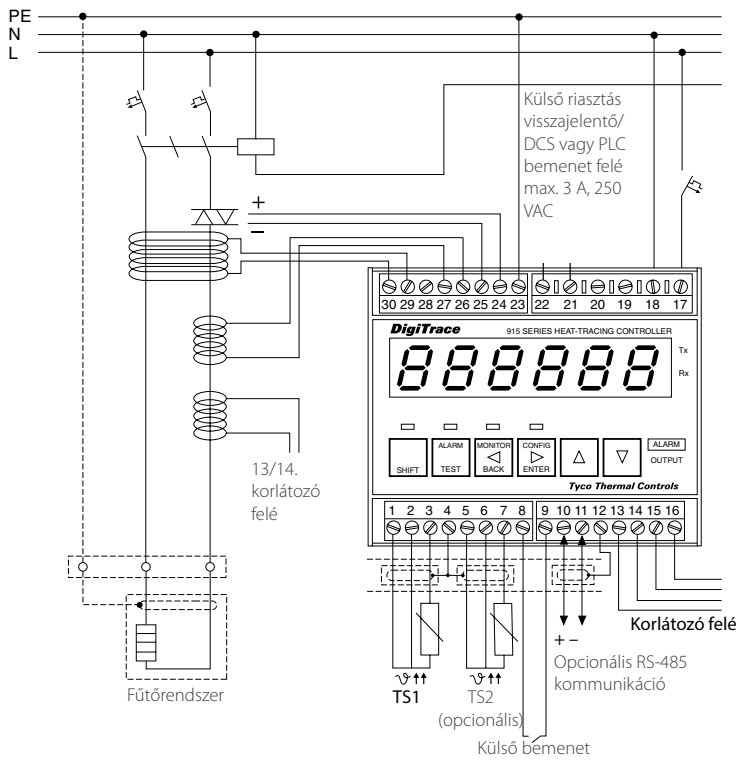 PE
N
L
Külső riasztás
visszajelentő/
DCS vagy PLC
bemenet felé
max. 3 A, 250
VAC
+
–
30 29 28 27 26 25 24 23 22 21 20 19 18 17
DigiTrace 915 SERIES HEAT-TRACING CONTROLLER
888888
Tx
Rx
SHIFT
ALARM
TEST
MONITOR
BACK
CONFIG
ENTER
ALARM
OUTPUT
Tyco Thermal Controls
13/14.
korlátozó
felé
1 2 3 4 5 6 7 8 9 10 11 12 13 14 15 16
Korlátozó felé
+ –
Opcionális RS-485
kommunikáció
ϑ
TS1
ϑ
TS2
(opcionális)
Fűtőrendszer
Külső bemenet